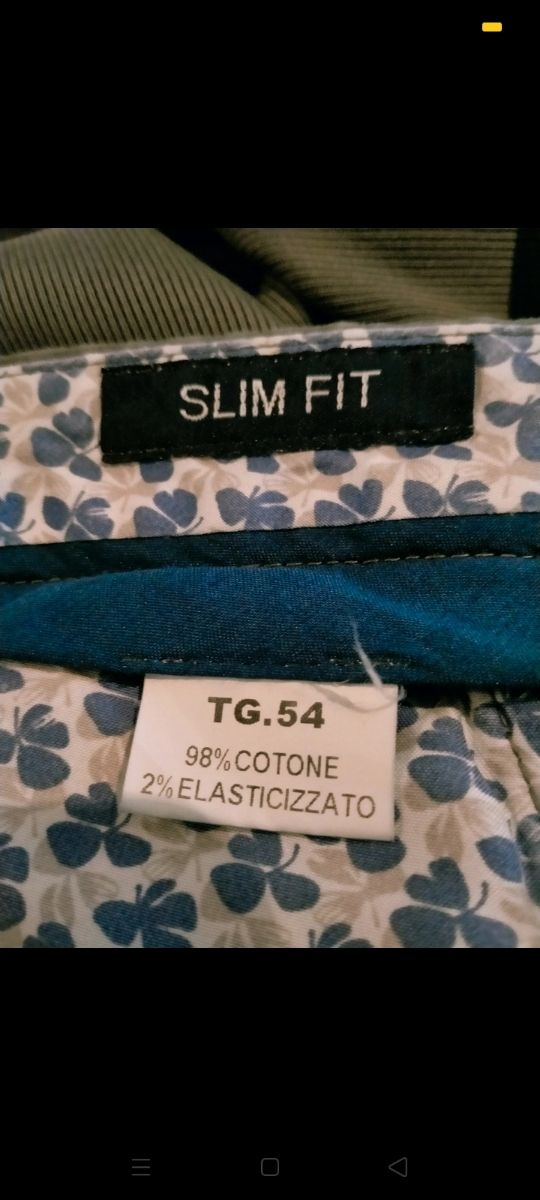 SLIM FIT
TG.54
98%COTONE
2%ELASTICIZZATO